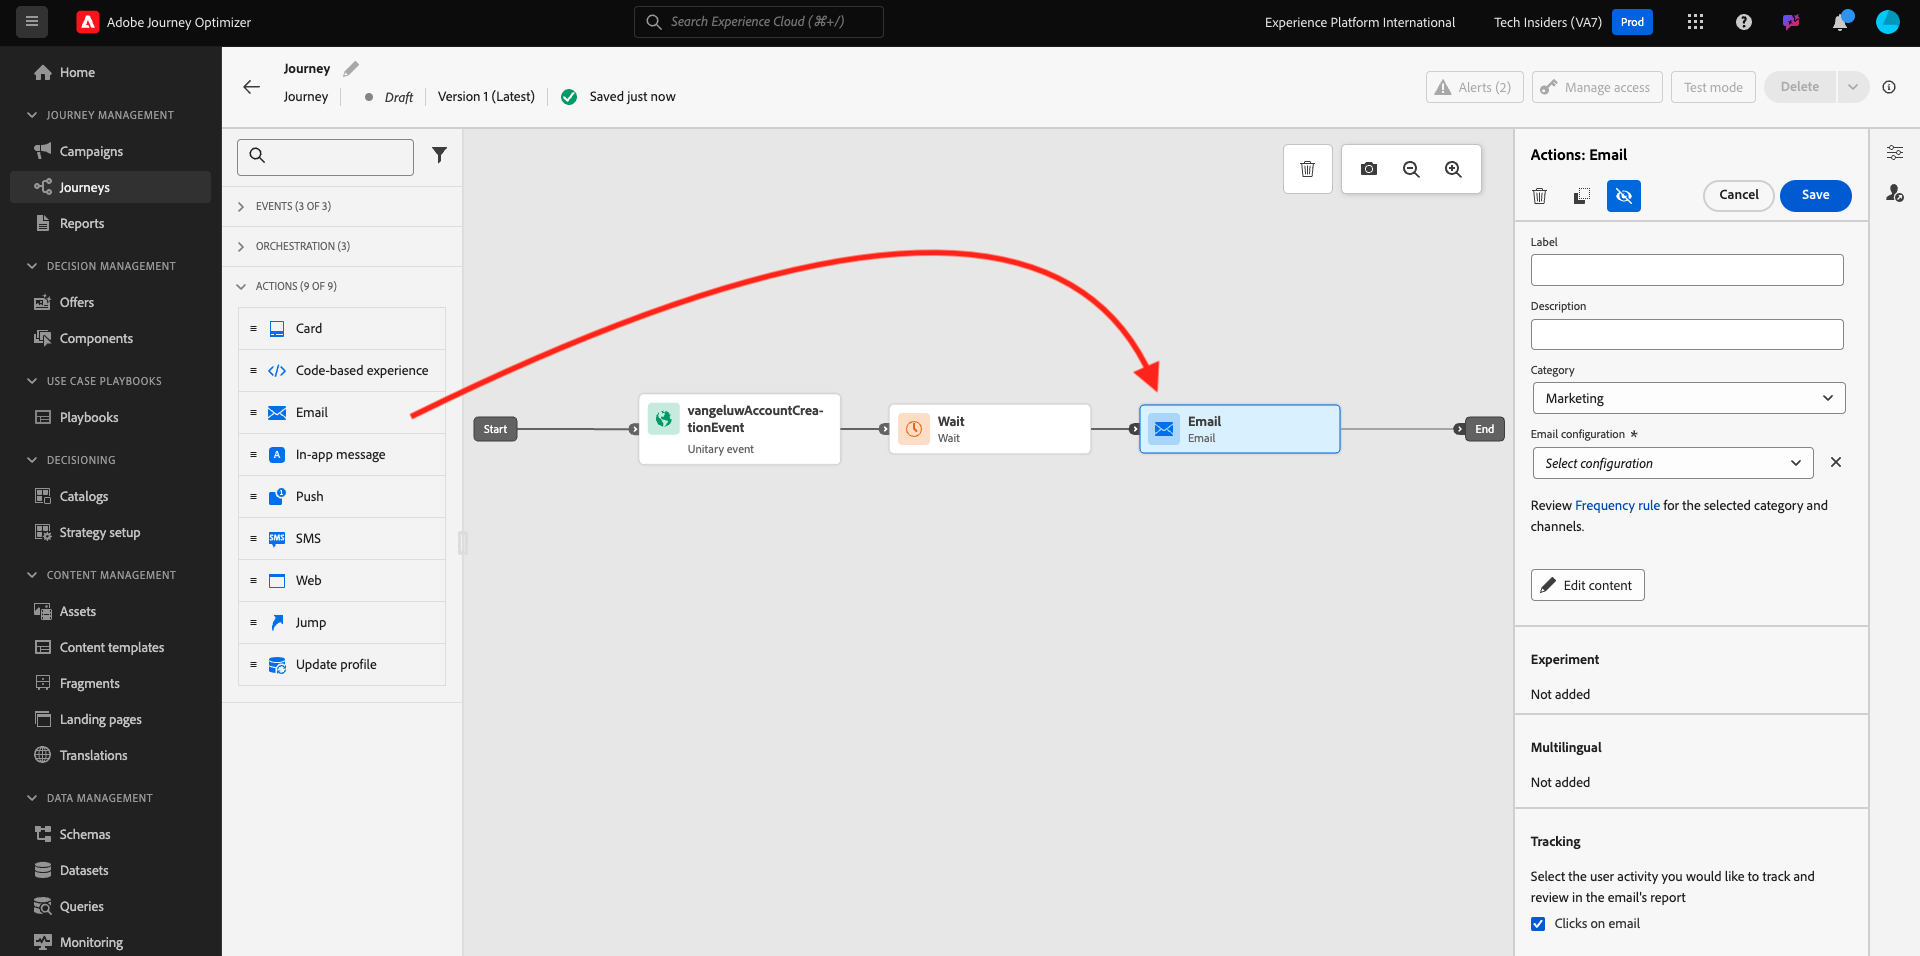 Adobe Journey Optimizer
Search Experience Cloud (⌘+/)
Experience Platform International
Tech Insiders (VA7)
Prod
Home
JOURNEY MANAGEMENT
Campaigns
Journeys
Reports
DECISION MANAGEMENT
Offers
Components
USE CASE PLAYBOOKS
Playbooks
DECISIONING
Catalogs
Strategy setup
CONTENT MANAGEMENT
Assets
Content templates
Fragments
Landing pages
Translations
DATA MANAGEMENT
Schemas
Datasets
Queries
Monitoring
Journey
Journey
Draft
Version 1 (Latest)
Saved just now
Alerts (2)
Manage access
Test mode
Delete
EVENTS (3 OF 3)
ORCHESTRATION (3)
ACTIONS (9 OF 9)
Card
Code-based experience
Email
In-app message
Push
SMS
SMS
Web
Jump
Update profile
Start
vangeluwAccountCrea-
tionEvent
Unitary event
Wait
Wait
Email
Email
End
Actions: Email
Cancel
Save
Label
Description
Category
Marketing
Email configuration *
Select configuration
Review Frequency rule for the selected category and
channels.
Edit content
Experiment
Not added
Multilingual
Not added
Tracking
Select the user activity you would like to track and
review in the email's report
Clicks on email